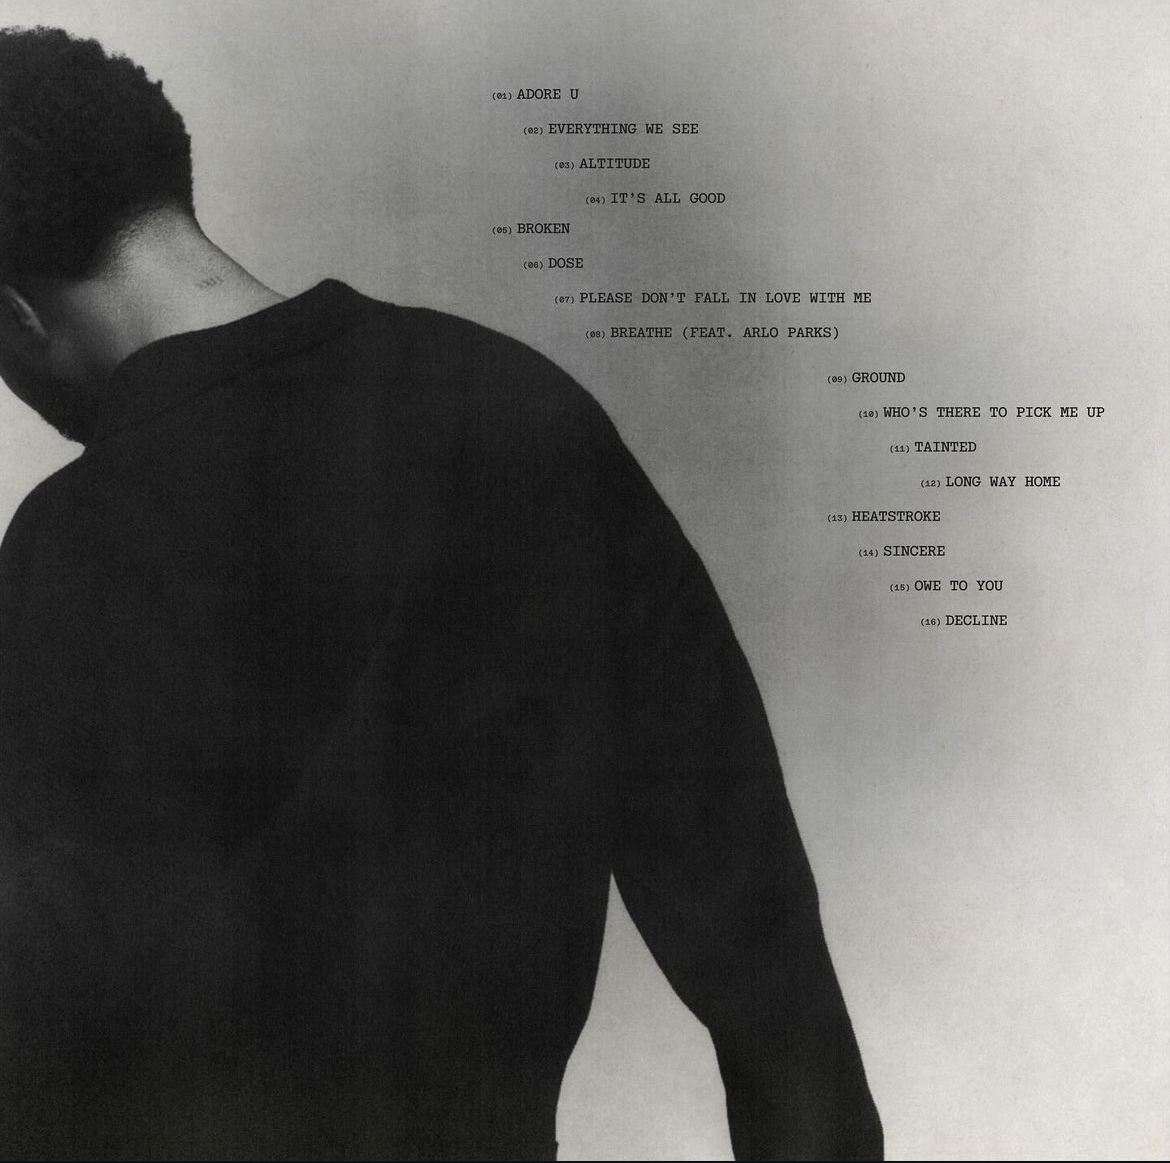 (01) ADORE U
(02) EVERYTHING WE SEE
(03) ALTITUDE
(04) IT’S ALL GOOD
(05) BROKEN
(06) DOSE
(07) PLEASE DON’T FALL IN LOVE WITH ME
(08) BREATHE (FEAT. ARLO PARKS)
(09) GROUND
(10) WHO’S THERE TO PICK ME UP
(11) TAINTED
(12) LONG WAY HOME
(13) HEATSTROKE
(14) SINCERE
(15) OWE TO YOU
(16) DECLINE